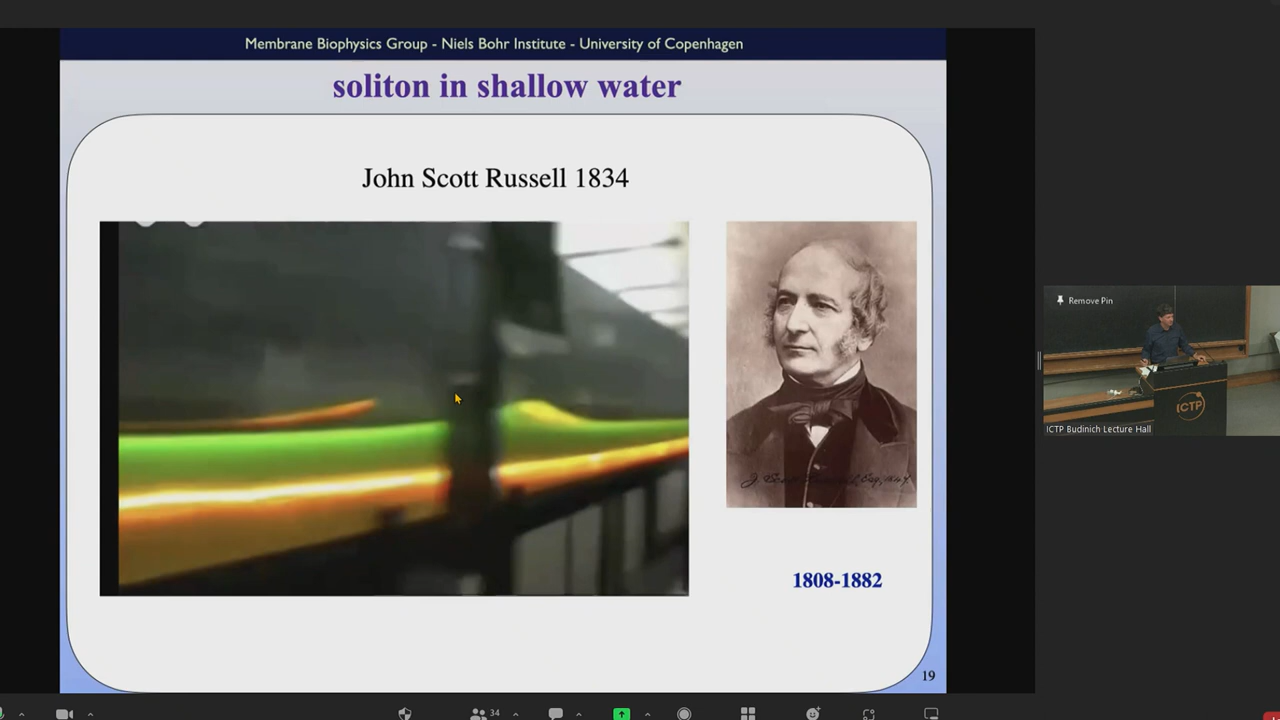 Membrane Biophysics Group - Niels Bohr Institute - University of Copenhagen
soliton in shallow water
John Scott Russell 1834
1808-1882
19
Remove Pin
ICTP
ICTP Budinich Lecture Hall
34